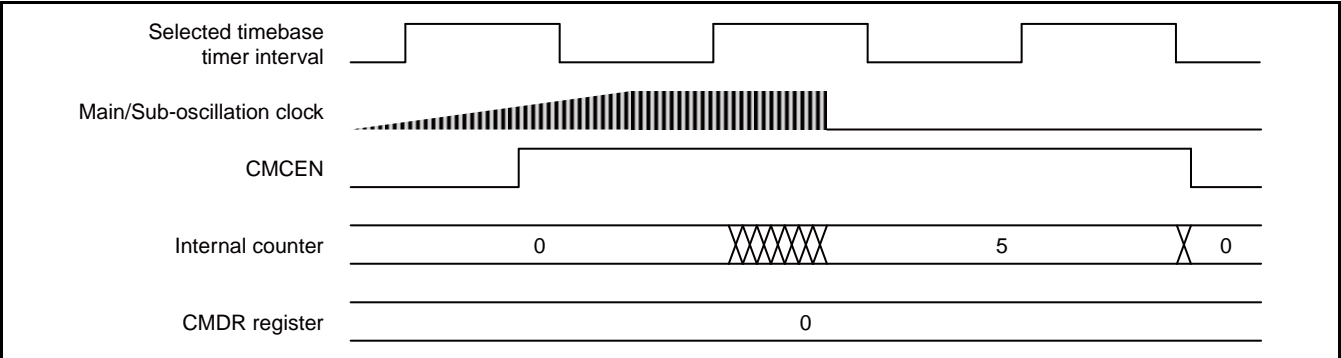 Selected timebase
timer interval
Main/Sub-oscillation clock
CMCEN
Internal counter
0
5
0
CMDR register
0